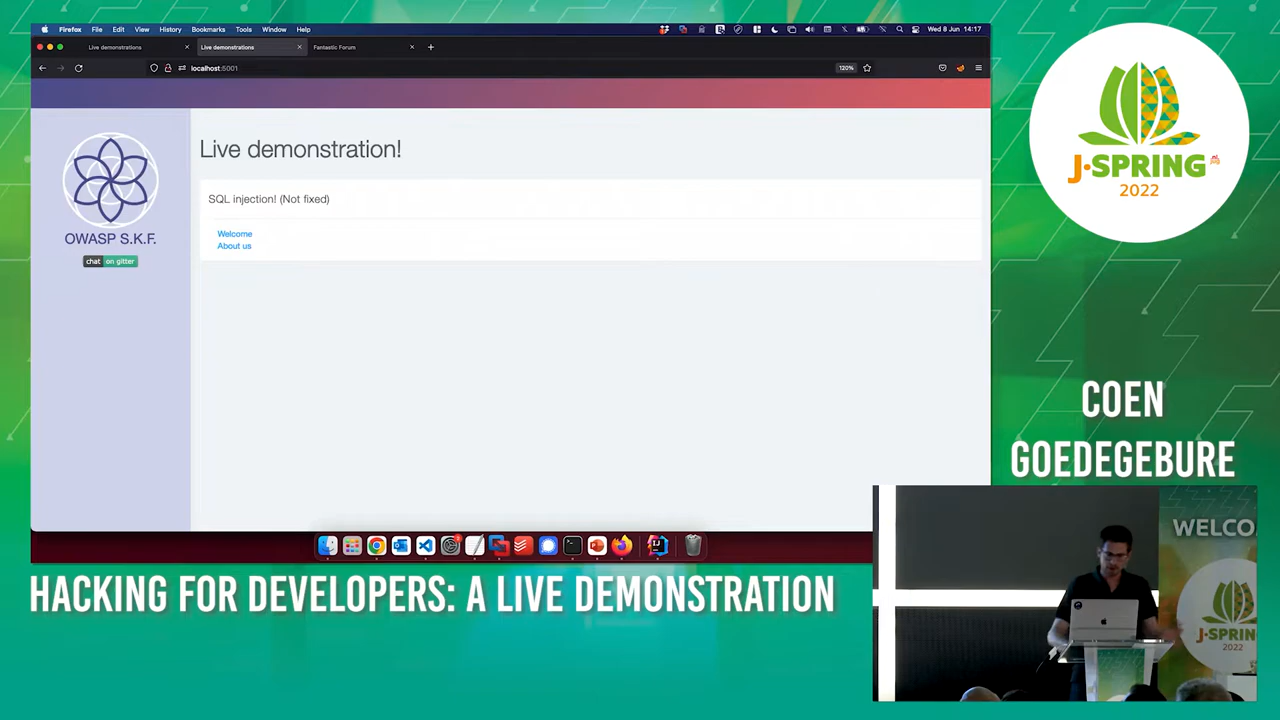 Firefox File Edit View History Bookmarks Tools Window Help
Wed 8 Jun 14:17
Live demonstrations
Live demonstrations
Fantastic Forum
localhost:5001
120%
Live demonstration!
SQL injection! (Not fixed)
Welcome
About us
OWASP S.K.F.
chat on gitter
J-SPRING
2022
COEN
GOEDEGEBURE
HACKING FOR DEVELOPERS: A LIVE DEMONSTRATION
WELCO
J-SPRIN
2022